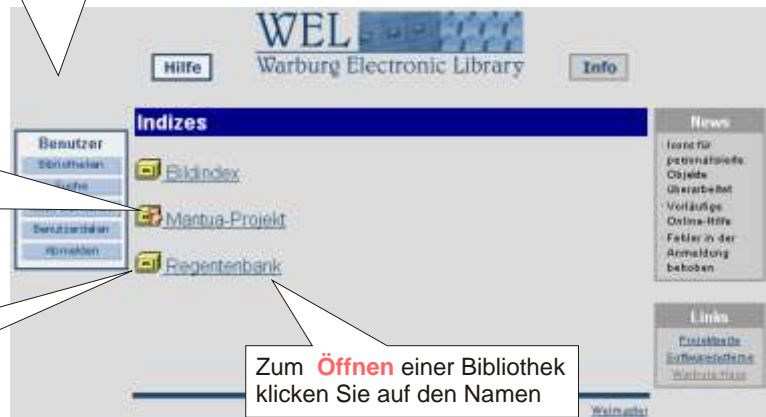 WEL
Hilfe
Warburg Electronic Library
Info
Indizes
Benutzer
Bibliotheken
Suche
Benutzerdaten
Abmelden
Bildindex
Mantua-Projekt
Regentenbank
News
Icons für
personalisierte
Objekte
überarbeitet
Vorläufige
Online-Hilfe
Fehler in der
Anmeldung
behoben
Links
Projektseite
Softwaresysteme
Warburg-Haus
Zum Öffnen einer Bibliothek
klicken Sie auf den Namen
Welmaster